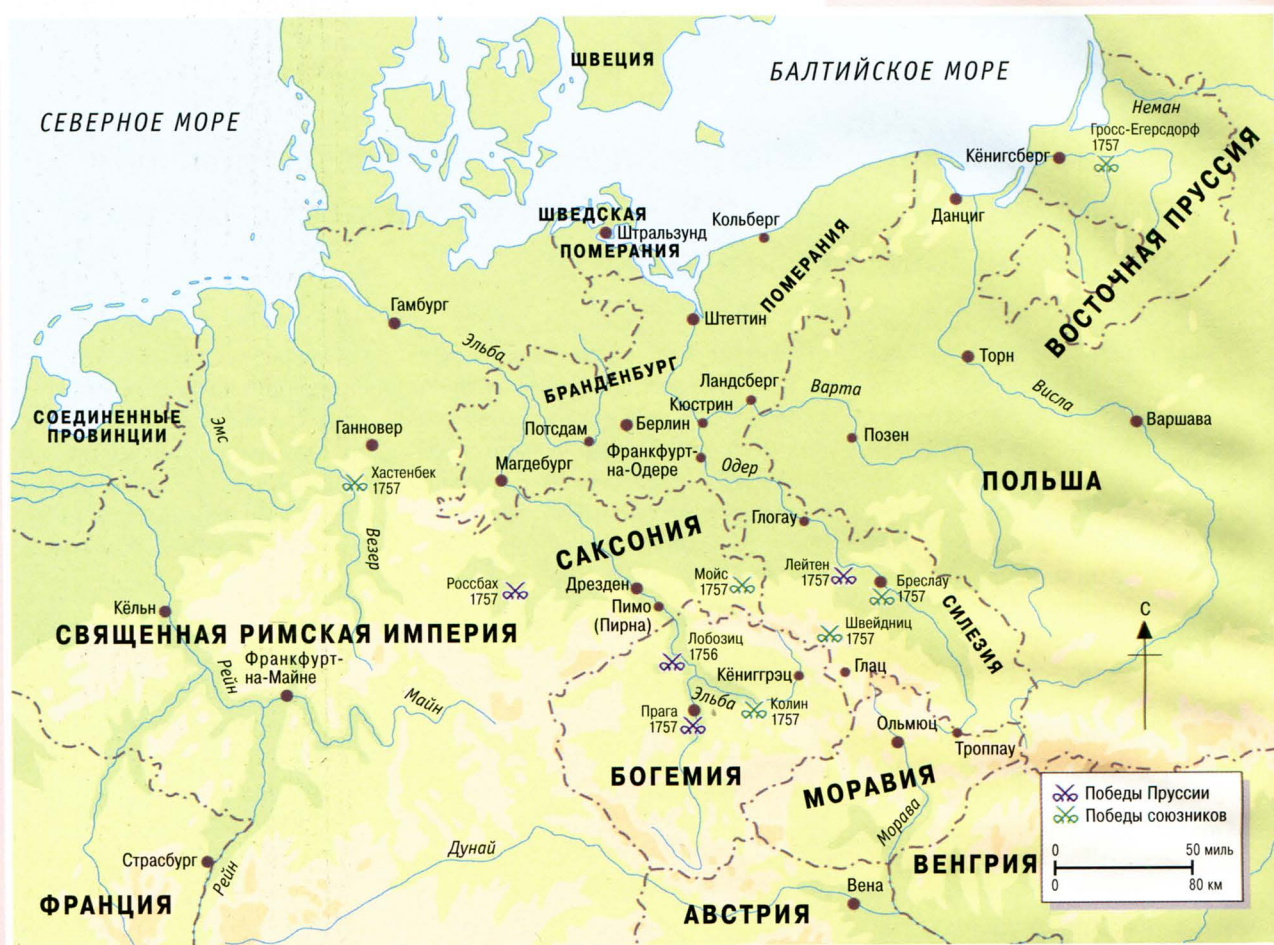 ШВЕЦИЯ
БАЛТИЙСКОЕ МОРЕ
СЕВЕРНОЕ МОРЕ
Неман
Гросс-Егерсдорф
1757
Кёнигсберг
ВОСТОЧНАЯ ПРУССИЯ
Данциг
ШВЕДСКАЯ
ПОМЕРАНИЯ
Штральзунд
Кольберг
ПОМЕРАНИЯ
Гамбург
Эльба
Штеттин
Торн
Висла
Варшава
БРАНДЕНБУРГ
Ландсберг
Варта
Кюстрин
СОЕДИНЕННЫЕ
ПРОВИНЦИИ
Эмс
Ганновер
Потсдам
Берлин
Позен
Франкфурт-
на-Одере
Одер
Магдебург
Хастенбек
1757
ПОЛЬША
Везер
Глогау
САКСОНИЯ
Россбах
1757
Дрезден
Мойс
1757
Лейтен
1757
Бреслау
1757
Кёльн
Пимо
(Пирна)
СИЛЕЗИЯ
С
СВЯЩЕННАЯ РИМСКАЯ ИМПЕРИЯ
Швейдниц
1757
Лобозиц
1756
Рейн
Франкфурт-
на-Майне
Кёниггрэц
Глац
Майн
Эльба
Прага
1757
Колин
1757
Ольмюц
Троппау
БОГЕМИЯ
МОРАВИЯ
Морава
Победы Пруссии
Победы союзников
0
50 миль
0
80 км
Дунай
Страсбург
Рейн
ВЕНГРИЯ
Вена
ФРАНЦИЯ
АВСТРИЯ